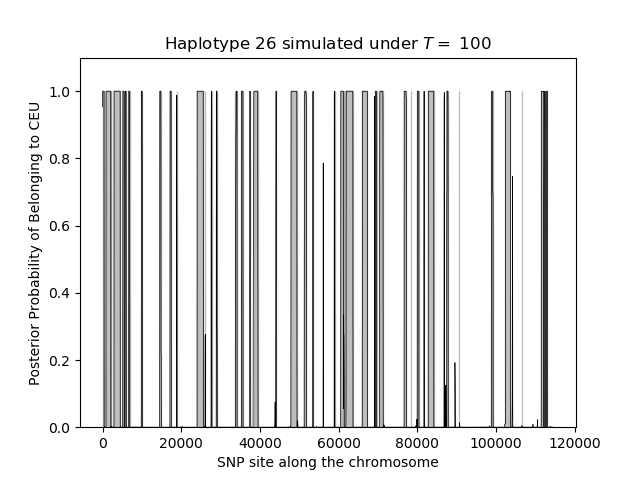 Haplotype 26 simulated under T = 100
Posterior Probability of Belonging to CEU
1.0
0.8
0.6
0.4
0.2
0.0
0 20000 40000 60000 80000 100000 120000
SNP site along the chromosome